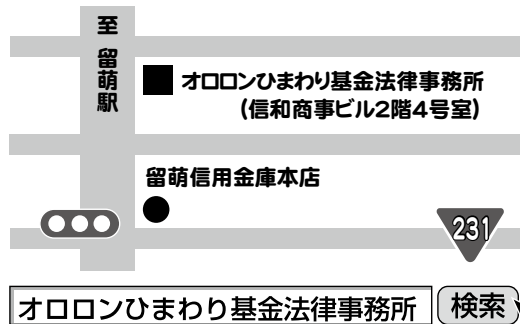 至 留萌駅
オロロンひまわり基金法律事務所
(信和商事ビル2階4号室)
留萌信用金庫本店
231
オロロンひまわり基金法律事務所 検索